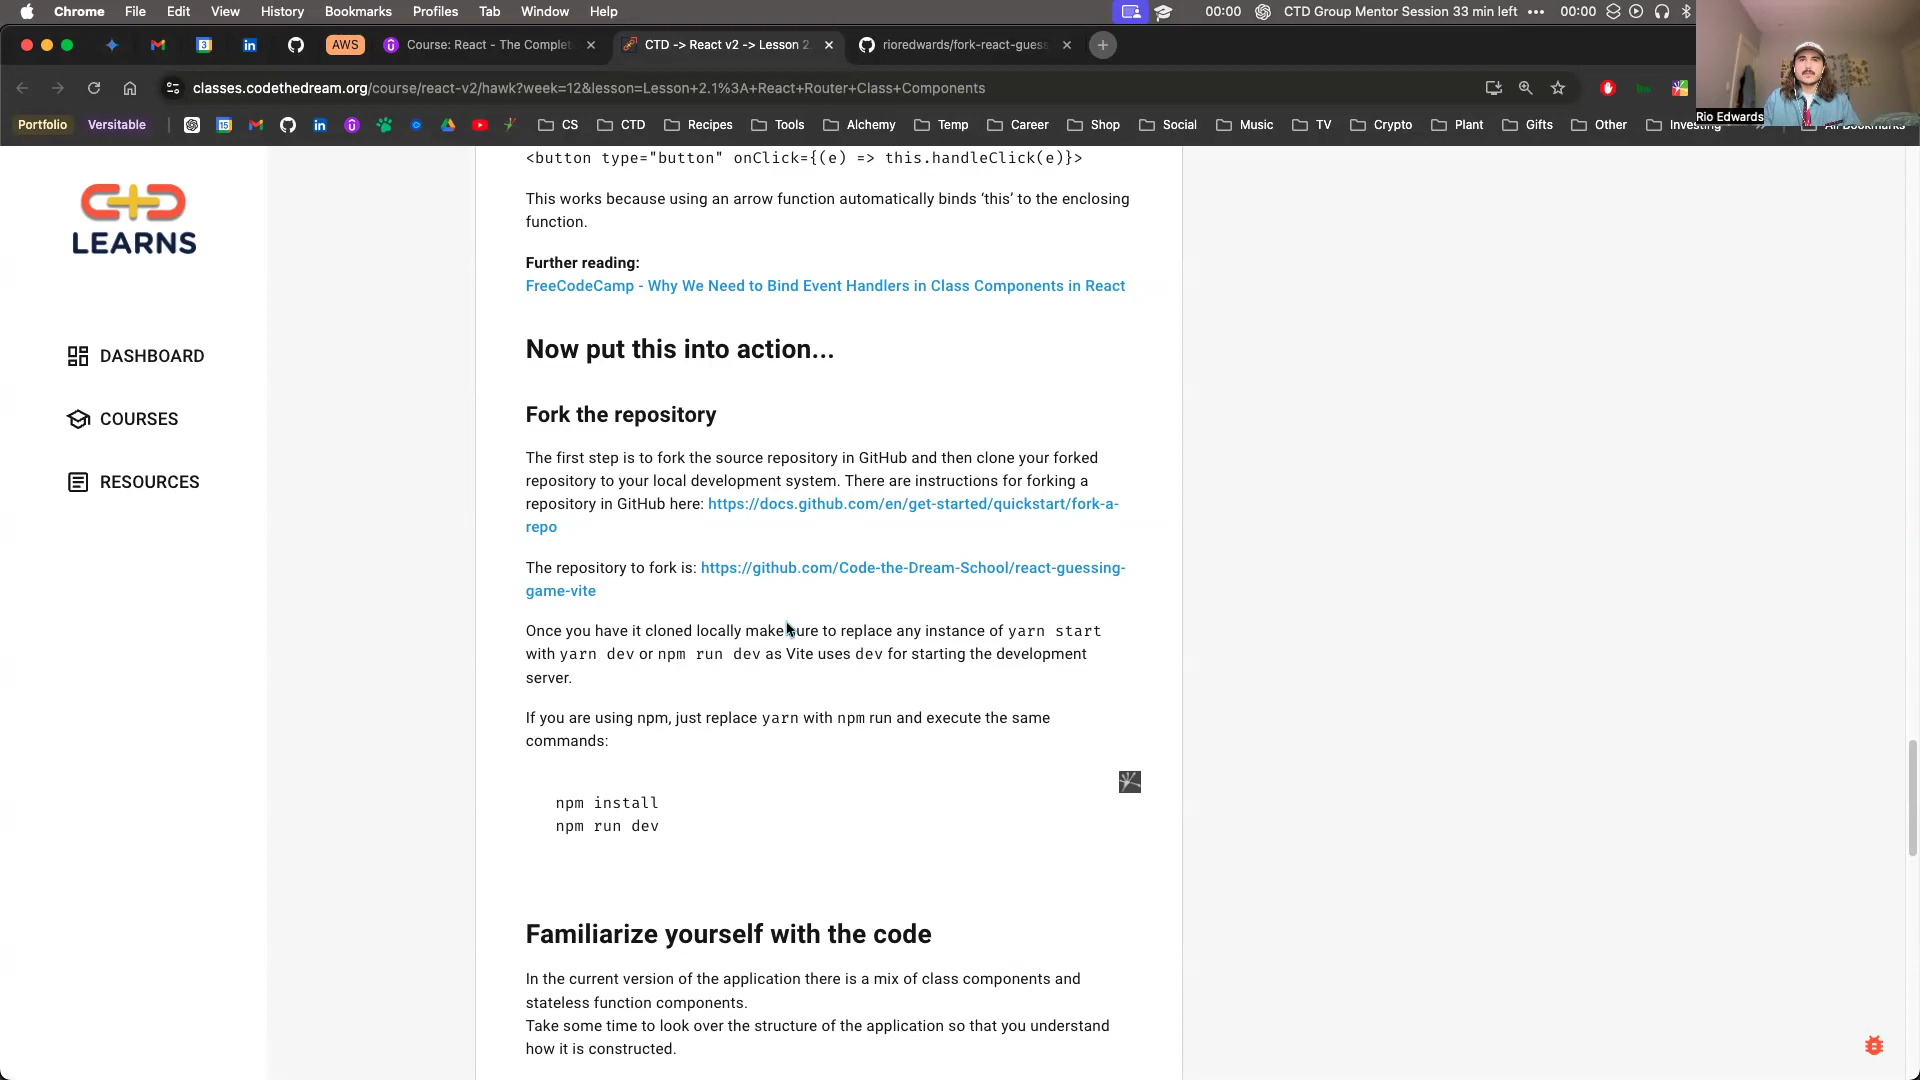 Chrome File Edit View History Bookmarks Profiles Tab Window Help 00:00 CTD Group Mentor Session 33 min left ••• 00:00
AWS Course: React - The Complet CTD -> React v2 -> Lesson 2. rioredwards/fork-react-guess
classes.codethedream.org/course/react-v2/hawk?week=12&lesson=Lesson+2.1%3A+React+Router+Class+Components
Rio Edwards
Portfolio Versitable CS CTD Recipes Tools Alchemy Temp Career Shop Social Music TV Crypto Plant Gifts Other Investing All Bookmarks
LEARNS
DASHBOARD
COURSES
RESOURCES
<button type="button" onClick={(e) => this.handleClick(e)}>
This works because using an arrow function automatically binds ‘this’ to the enclosing
function.
Further reading:
FreeCodeCamp - Why We Need to Bind Event Handlers in Class Components in React
Now put this into action...
Fork the repository
The first step is to fork the source repository in GitHub and then clone your forked
repository to your local development system. There are instructions for forking a
repository in GitHub here: https://docs.github.com/en/get-started/quickstart/fork-a-
repo
The repository to fork is: https://github.com/Code-the-Dream-School/react-guessing-
game-vite
Once you have it cloned locally make sure to replace any instance of yarn start
with yarn dev or npm run dev as Vite uses dev for starting the development
server.
If you are using npm, just replace yarn with npm run and execute the same
commands:
npm install
npm run dev
Familiarize yourself with the code
In the current version of the application there is a mix of class components and
stateless function components.
Take some time to look over the structure of the application so that you understand
how it is constructed.